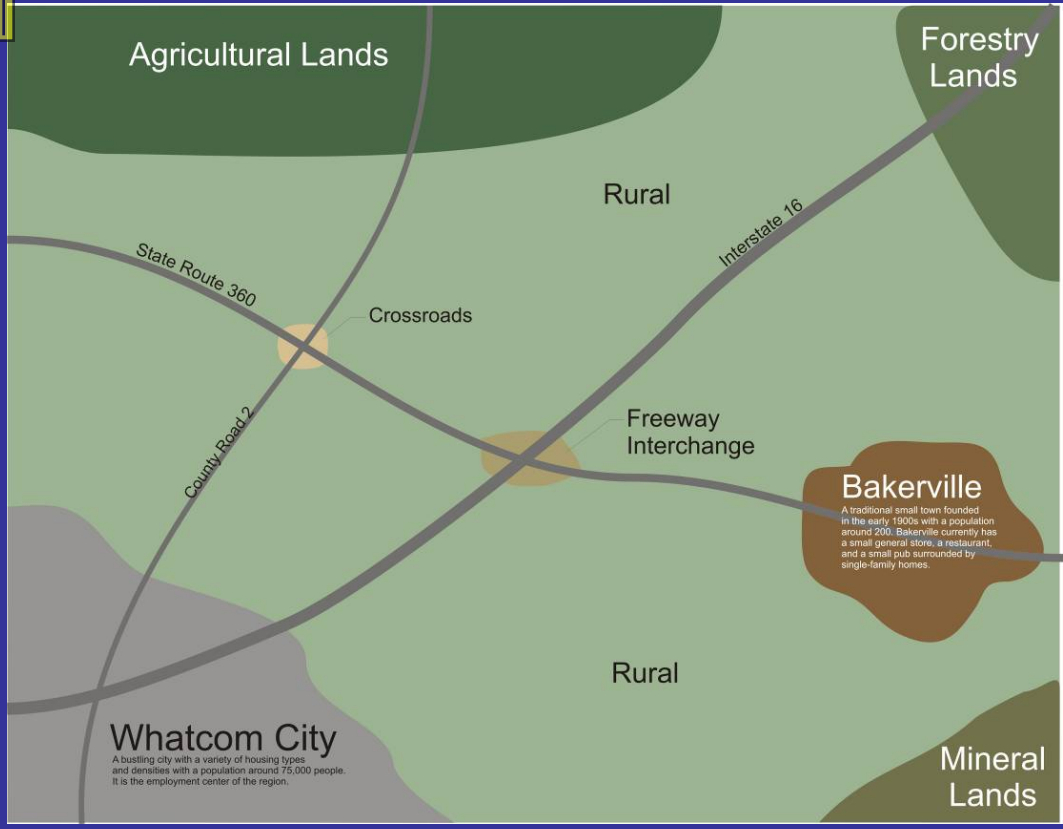 Agricultural Lands
Forestry
Lands
Rural
Interstate 16
State Route 360
Crossroads
County Road 2
Freeway
Interchange
Bakerville
A traditional small town founded
in the early 1900s with a population
around 200. Bakerville currently has
a small general store, a restaurant,
and a small pub surrounded by
single-family homes.
Rural
Whatcom City
A bustling city with a variety of housing types
and densities with a population around 75,000 people.
It is the employment center of the region.
Mineral
Lands